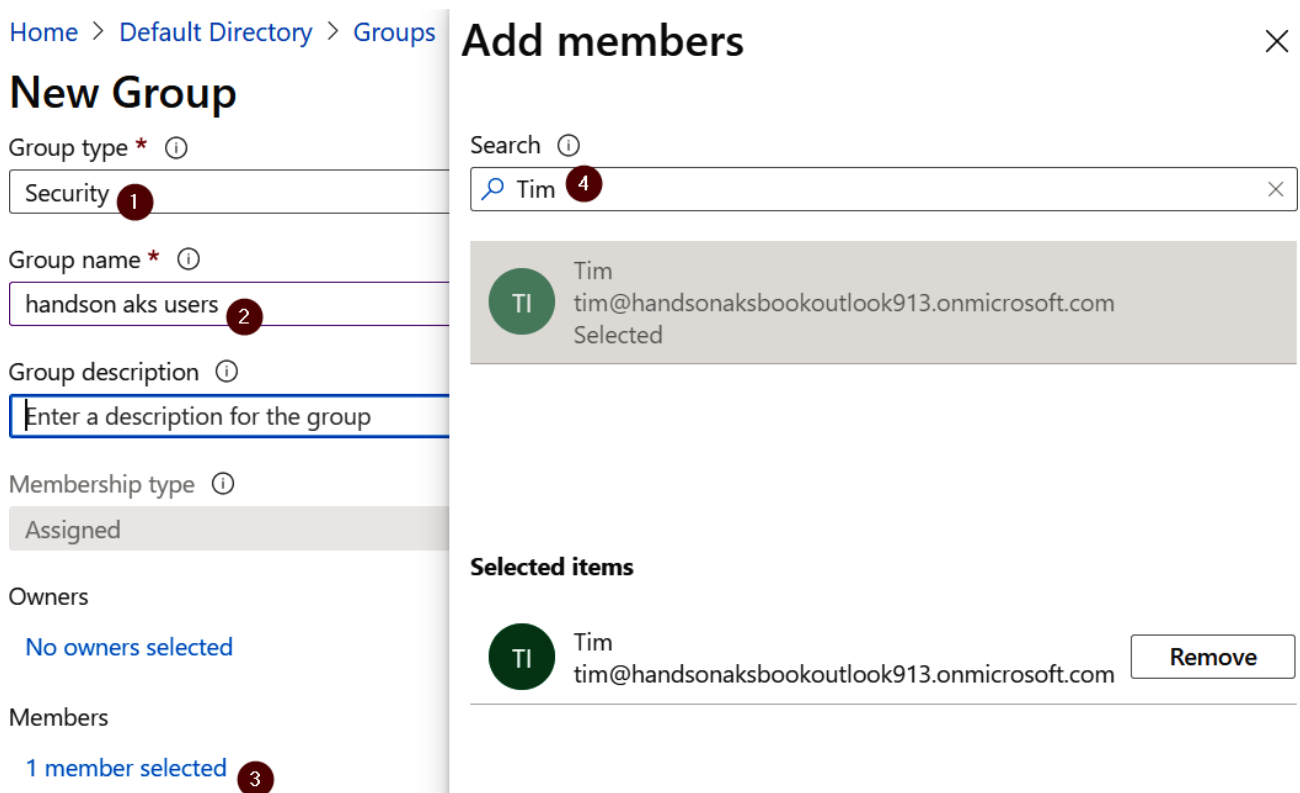 Home > Default Directory > Groups
New Group
Group type *
Security 1
Group name *
handson aks users 2
Group description
Enter a description for the group
Membership type
Assigned
Owners
No owners selected
Members
1 member selected 3
Add members
Search
Tim 4
TI
Tim
tim@handsonaksbookoutlook913.onmicrosoft.com
Selected
Selected items
TI
Tim
tim@handsonaksbookoutlook913.onmicrosoft.com
Remove